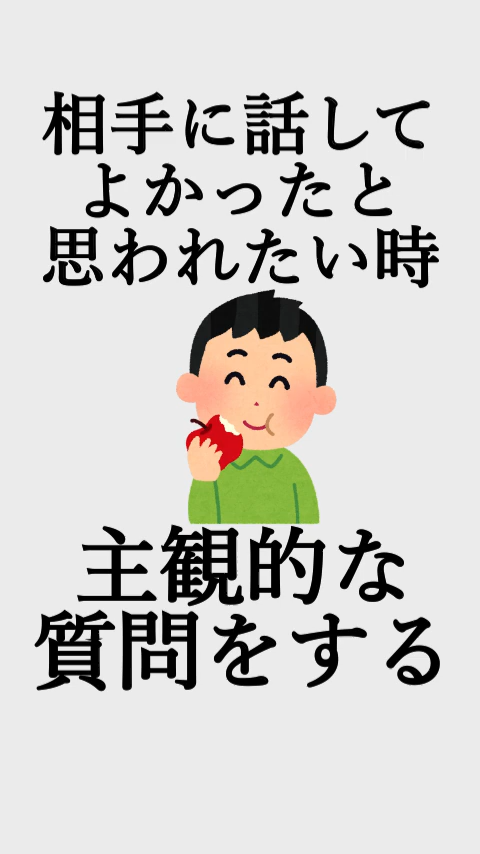 相手に話して
よかったと
思われたい時
主観的な
質問をする